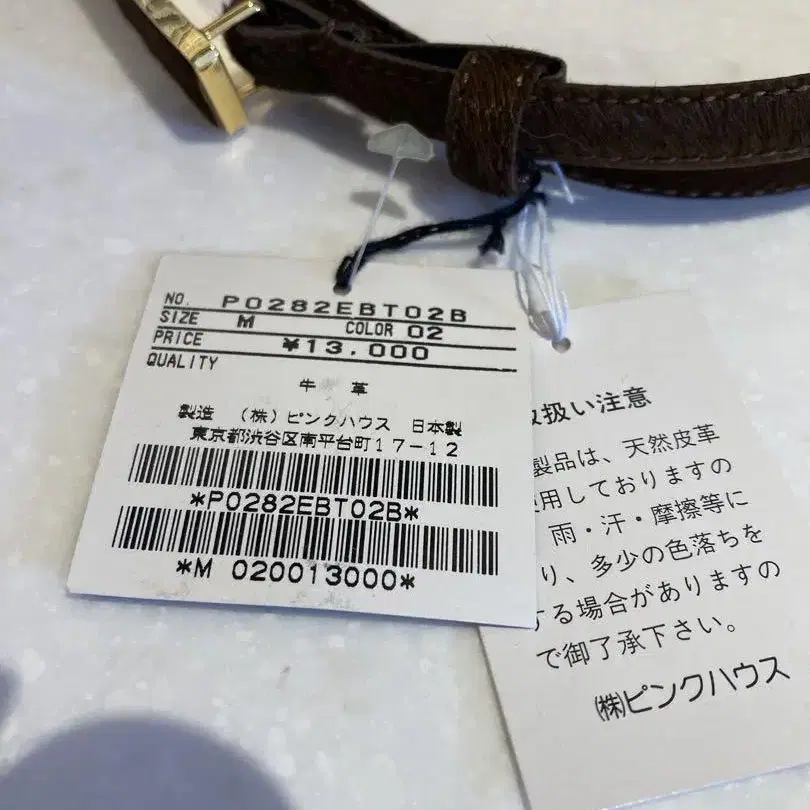 NO. P0282EBT02B
SIZE M COLOR 02
PRICE ¥13,000
QUALITY
牛 革
製造 (株)ピンクハウス 日本製
東京都渋谷区南平台町17-12
*P0282EBT02B*
*M 020013000*
取扱い注意
製品は、天然皮革
使用しておりますの
雨・汗・摩擦等に
り、多少の色落ちを
する場合がありますの
で御了承下さい。
㈱ピンクハウス